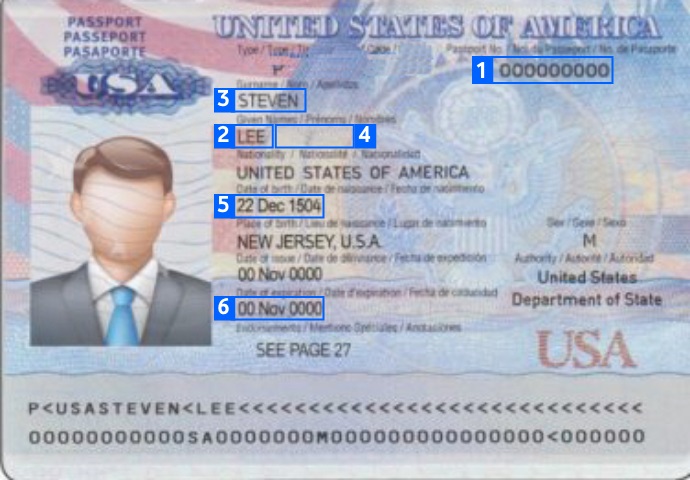 PASSPORT
PASSEPORT
PASAPORTE
USA
UNITED STATES OF AMERICA
Type / Code / Passport No. / No. du Passeport / No. de Pasaporte
1 000000000
Surname / Nom / Apellidos
3 STEVEN
Given Names / Prénoms / Nombres
2 LEE 4
Nationality / Nationalité / Nacionalidad
UNITED STATES OF AMERICA
Date of birth / Date de naissance / Fecha de nacimiento
5 22 Dec 1504
Place of birth / Lieu de naissance / Lugar de nacimiento
Sex / Sexe / Sexo
NEW JERSEY, U.S.A.
M
Date of issue / Date de délivrance / Fecha de expedición
Authority / Autorité / Autoridad
00 Nov 0000
United States
Department of State
Date of expiration / Date d'expiration / Fecha de caducidad
6 00 Nov 0000
Endorsements / Mentions Spéciales / Anotaciones
SEE PAGE 27
USA
P<USASTEVEN<LEE<<<<<<<<<<<<<<<<<<<<<<<<<<<<<
00000000000SA0000000M000000000000000<000000